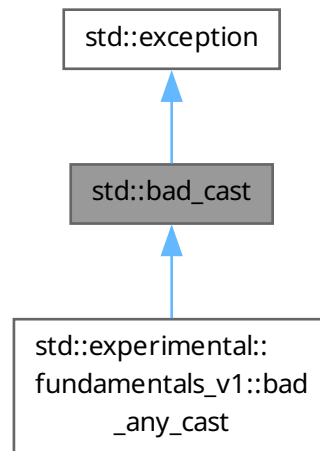 std::exception
std::bad_cast
std::experimental::
fundamentals_v1::bad
_any_cast